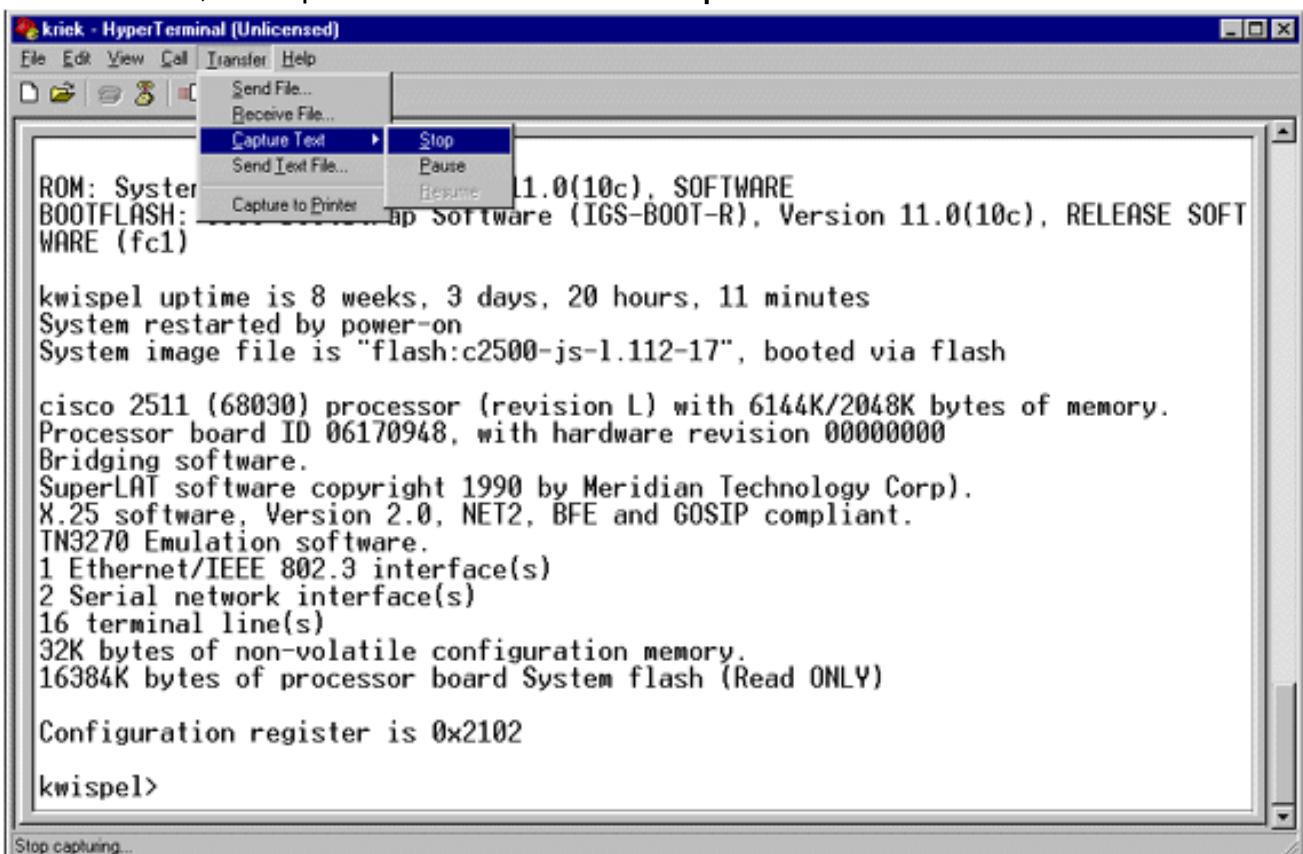 kriek - HyperTerminal (Unlicensed)
File Edit View Call Transfer Help
Send File...
Receive File...
Capture Text
Send Text File...
Capture to Printer
Stop
Pause
Resume
ROM: System 11.0(10c), SOFTWARE
BOOTFLASH: Software (IGS-BOOT-R), Version 11.0(10c), RELEASE SOFT
WARE (fc1)
kwispel uptime is 8 weeks, 3 days, 20 hours, 11 minutes
System restarted by power-on
System image file is "flash:c2500-js-l.112-17", booted via flash
cisco 2511 (68030) processor (revision L) with 6144K/2048K bytes of memory.
Processor board ID 06170948, with hardware revision 00000000
Bridging software.
SuperLAT software copyright 1990 by Meridian Technology Corp).
X.25 software, Version 2.0, NET2, BFE and GOSIP compliant.
TN3270 Emulation software.
1 Ethernet/IEEE 802.3 interface(s)
2 Serial network interface(s)
16 terminal line(s)
32K bytes of non-volatile configuration memory.
16384K bytes of processor board System flash (Read ONLY)
Configuration register is 0x2102
kwispel>
Stop capturing...